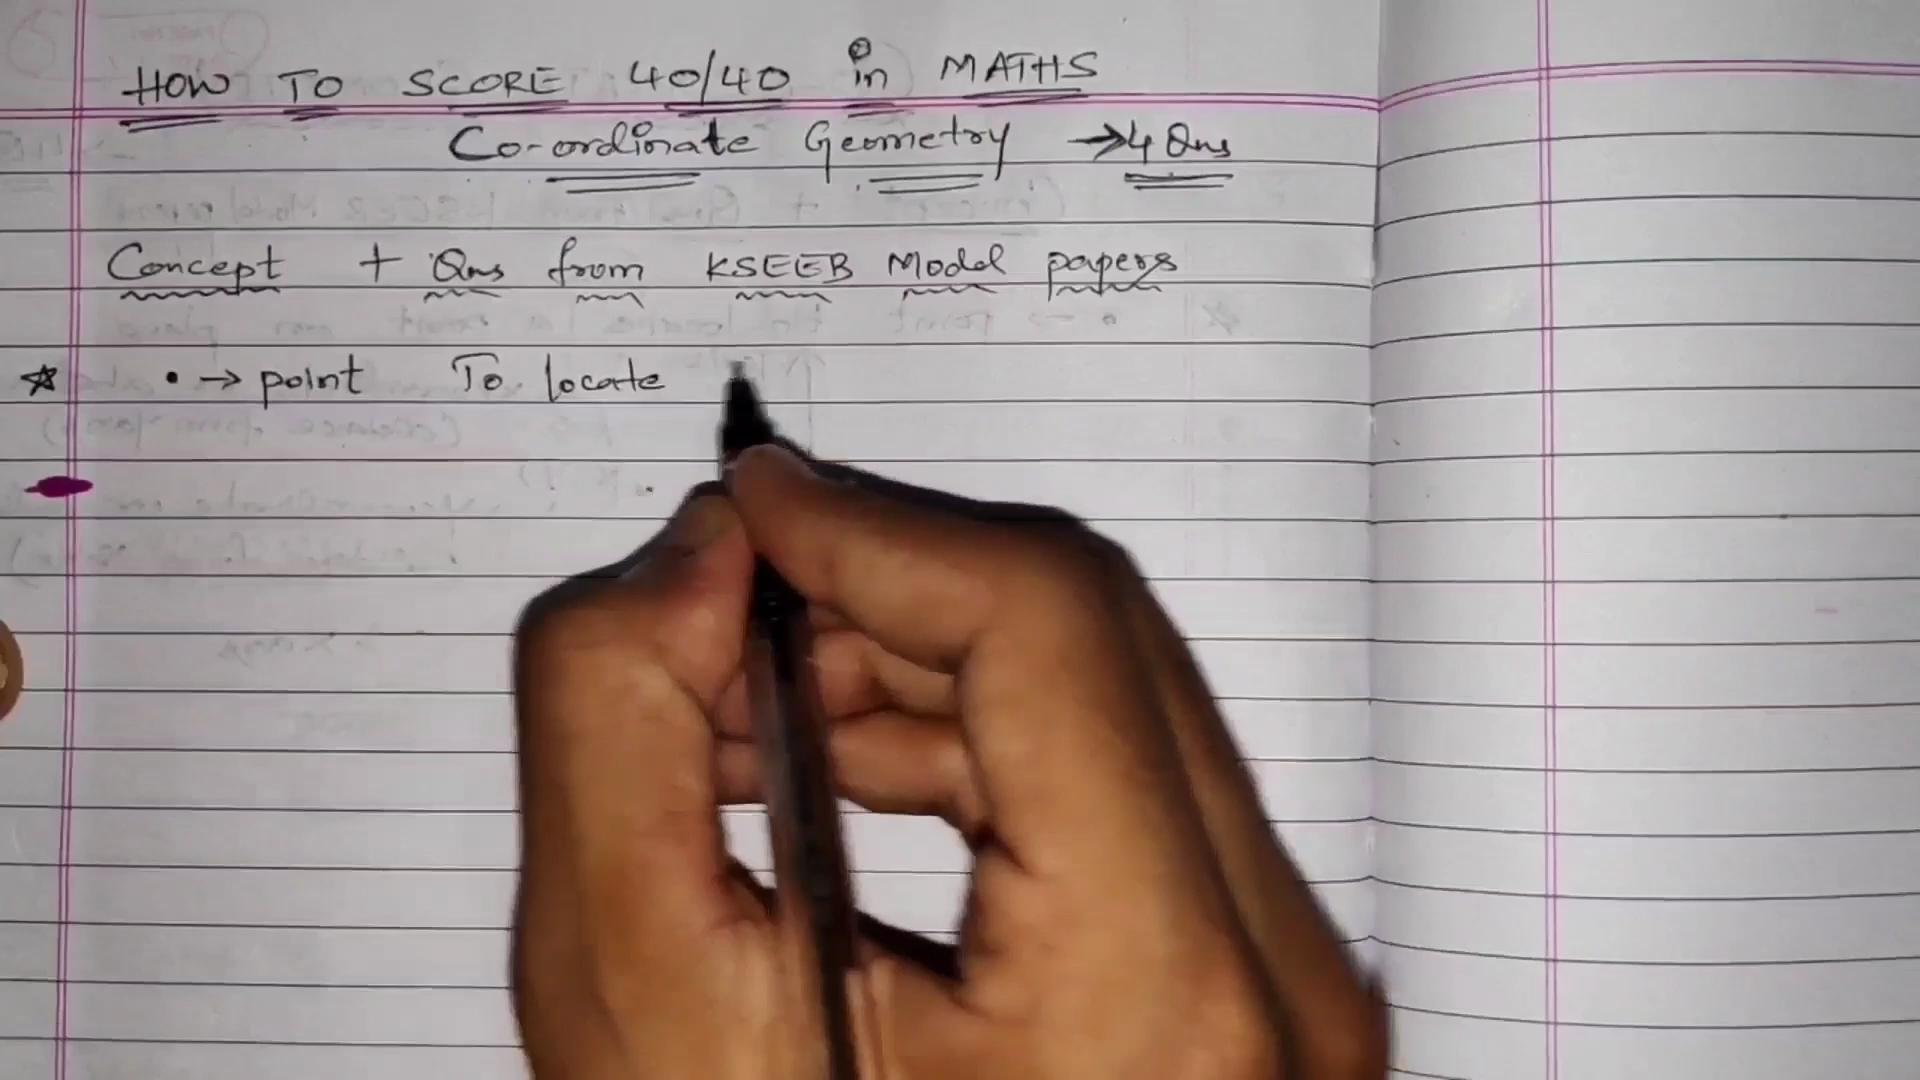 HOW TO SCORE 40/40 in MATHS
Co-ordinate Geometry → 4 Qns
Concept + Qns from KSEEB Model papers
☆ • → point To locate